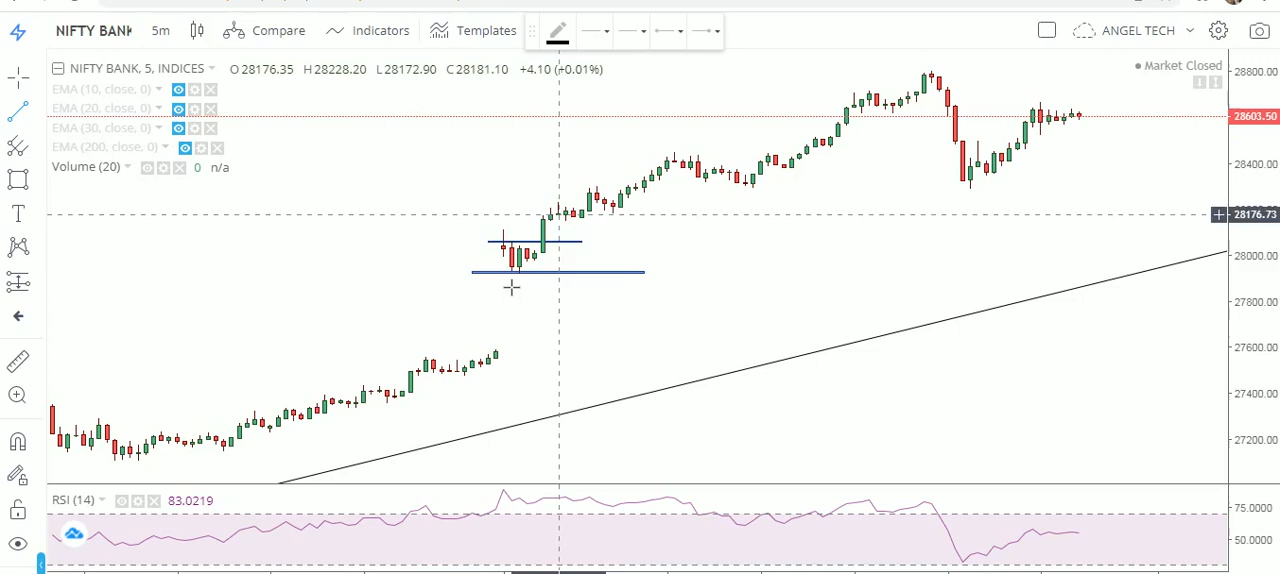 NIFTY BANK 5m Compare Indicators Templates ANGEL TECH
NIFTY BANK, 5, INDICES O 28176.35 H 28228.20 L 28172.90 C 28181.10 +4.10 (+0.01%) Market Closed
EMA (10, close, 0)
EMA (20, close, 0)
EMA (30, close, 0)
EMA (200, close, 0)
Volume (20) 0 n/a
28800.00
28603.50
28400.00
28176.73
28000.00
27800.00
27600.00
27400.00
27200.00
RSI (14) 83.0219
75.0000
50.0000
T